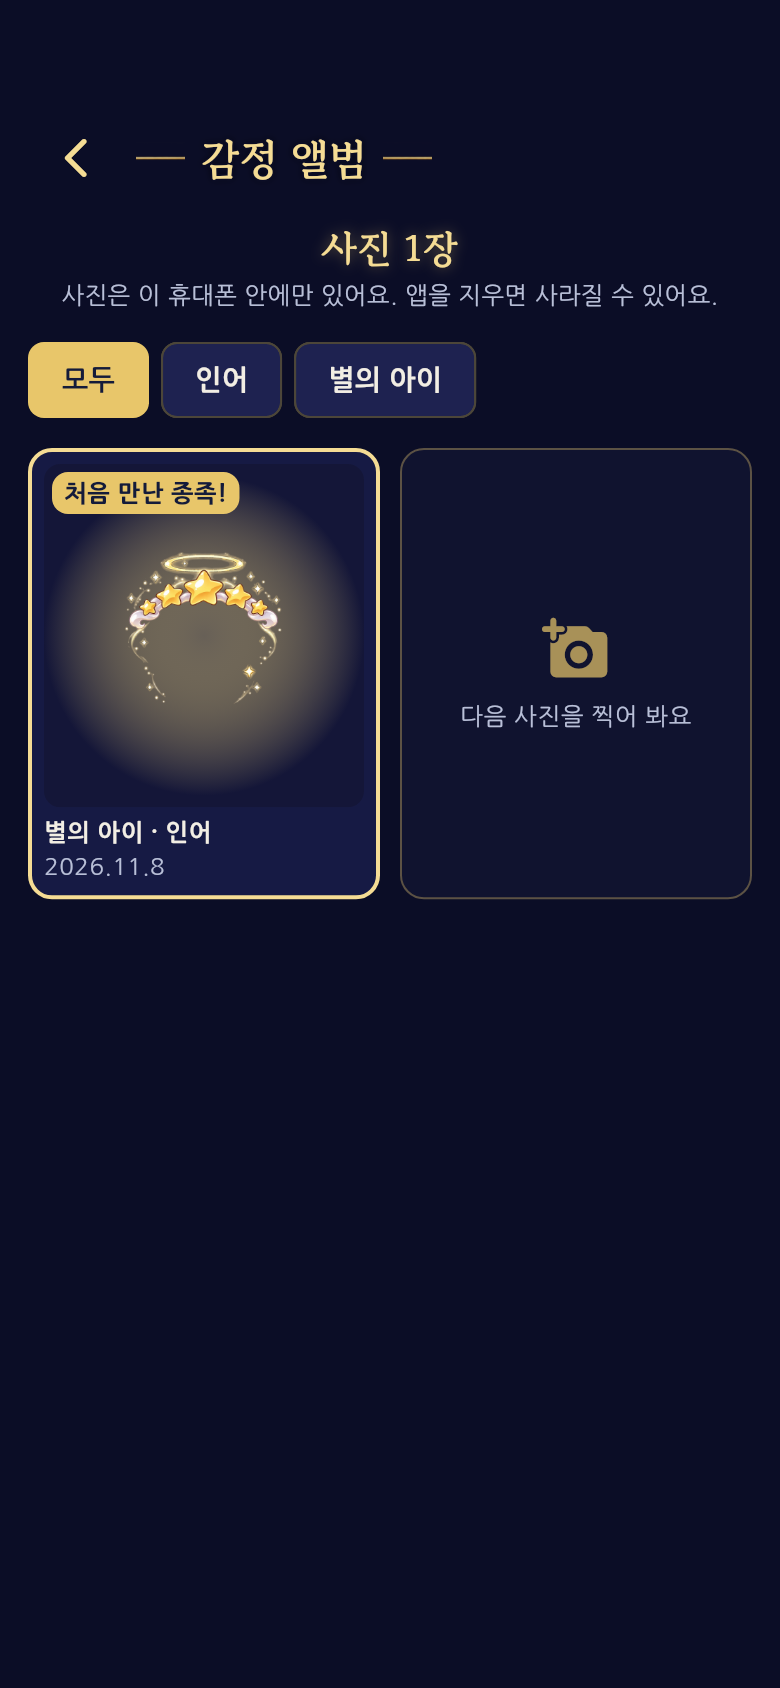 감정 앨범
사진 1장
사진은 이 휴대폰 안에만 있어요. 앱을 지우면 사라질 수 있어요.
모두 인어 별의 아이
처음 만난 종족!
다음 사진을 찍어 봐요
별의 아이 · 인어
2026.11.8